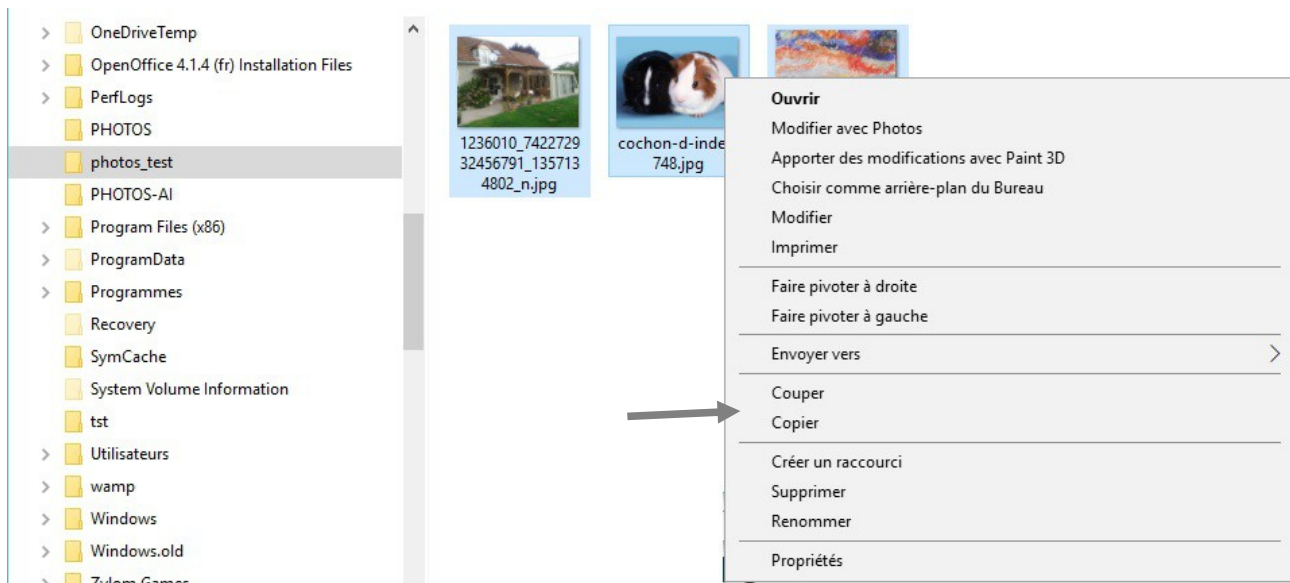 OneDriveTemp
OpenOffice 4.1.4 (fr) Installation Files
PerfLogs
PHOTOS
photos_test
PHOTOS-AI
Program Files (x86)
ProgramData
Programmes
Recovery
SymCache
System Volume Information
tst
Utilisateurs
wamp
Windows
Windows.old
Zylom Games
1236010_7422729
32456791_135713
4802_n.jpg
cochon-d-inde
748.jpg
Ouvrir
Modifier avec Photos
Apporter des modifications avec Paint 3D
Choisir comme arrière-plan du Bureau
Modifier
Imprimer
Faire pivoter à droite
Faire pivoter à gauche
Envoyer vers
Couper
Copier
Créer un raccourci
Supprimer
Renommer
Propriétés